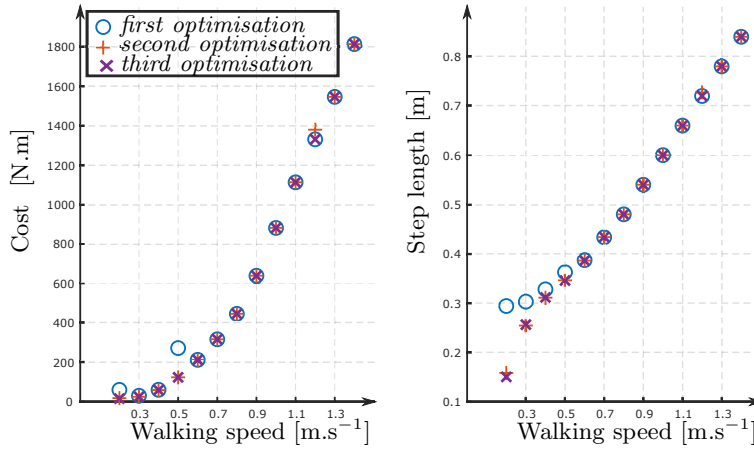 first optimisation
second optimisation
third optimisation
1800
1600
1400
1200
1000
800
600
400
200
0
0.3 0.5 0.7 0.9 1.1 1.3
Cost [N.m]
Walking speed [m.s⁻¹]
0.8
0.7
0.6
0.5
0.4
0.3
0.2
0.1
0.3 0.5 0.7 0.9 1.1 1.3
Step length [m]
Walking speed [m.s⁻¹]